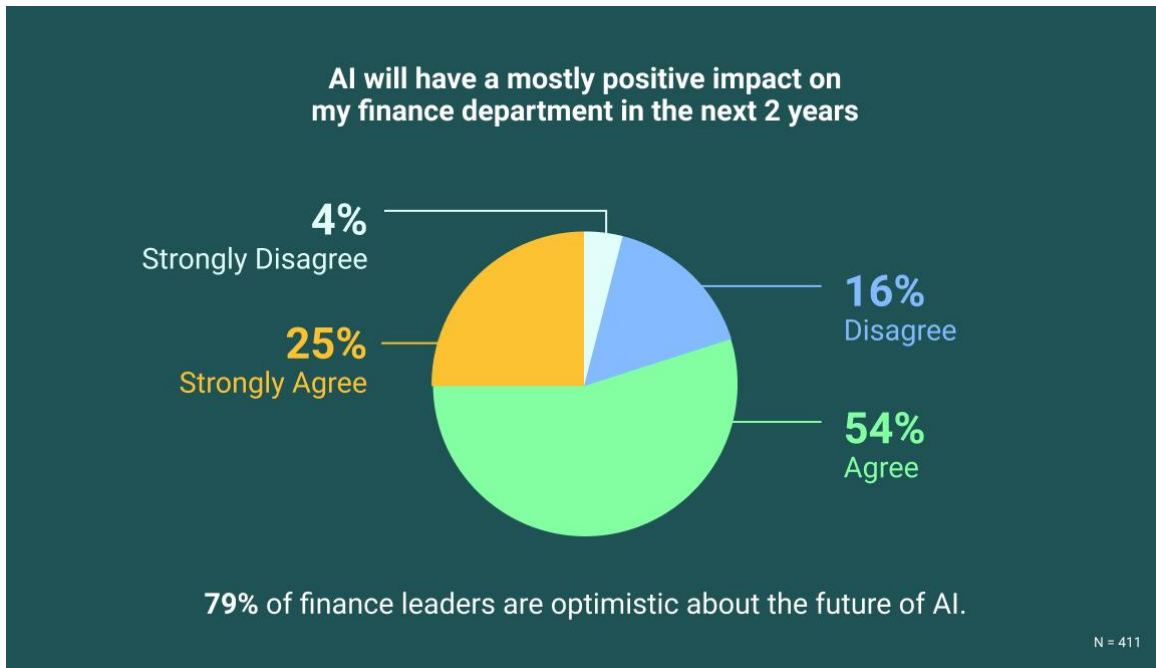 AI will have a mostly positive impact on
my finance department in the next 2 years
4%
Strongly Disagree
16%
Disagree
25%
Strongly Agree
54%
Agree
79% of finance leaders are optimistic about the future of AI.
N = 411